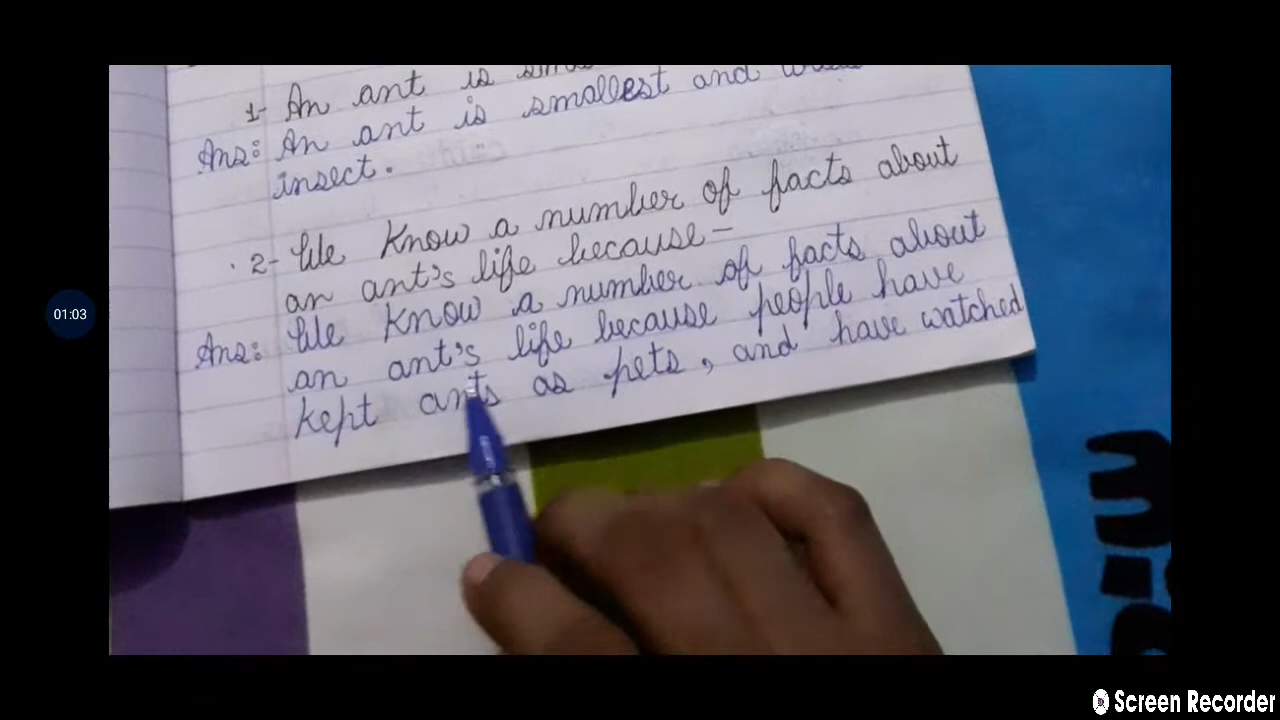 1- An ant is
Ans: An ant is smallest and
insect.
2- We know a number of facts about
an ant's life because-
Ans: We know a number of facts about
an ant's life because people have
kept ants as pets, and have watched
01:03
Screen Recorder